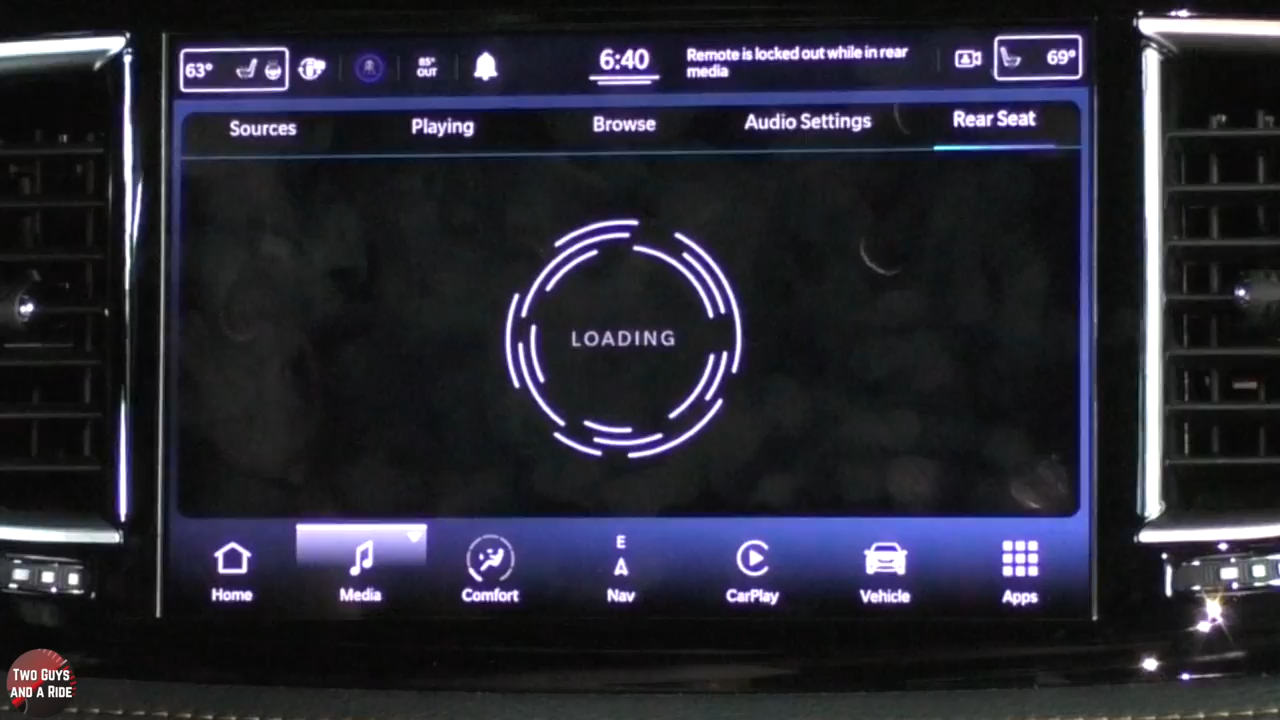 63°
85°
OUT
6:40
Remote is locked out while in rear
media
69°
Sources
Playing
Browse
Audio Settings
Rear Seat
LOADING
E
Home
Media
Comfort
Nav
CarPlay
Vehicle
Apps
TWO GUYS
AND A RIDE